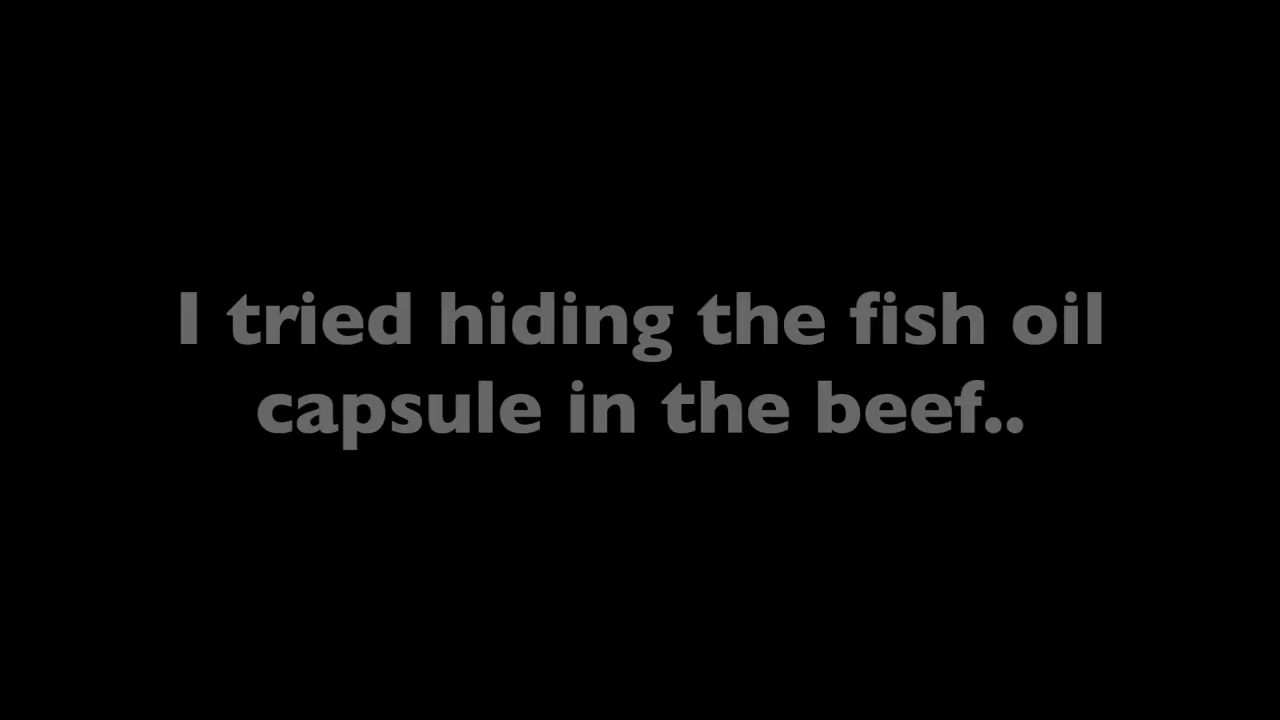 I tried hiding the fish oil
capsule in the beef..